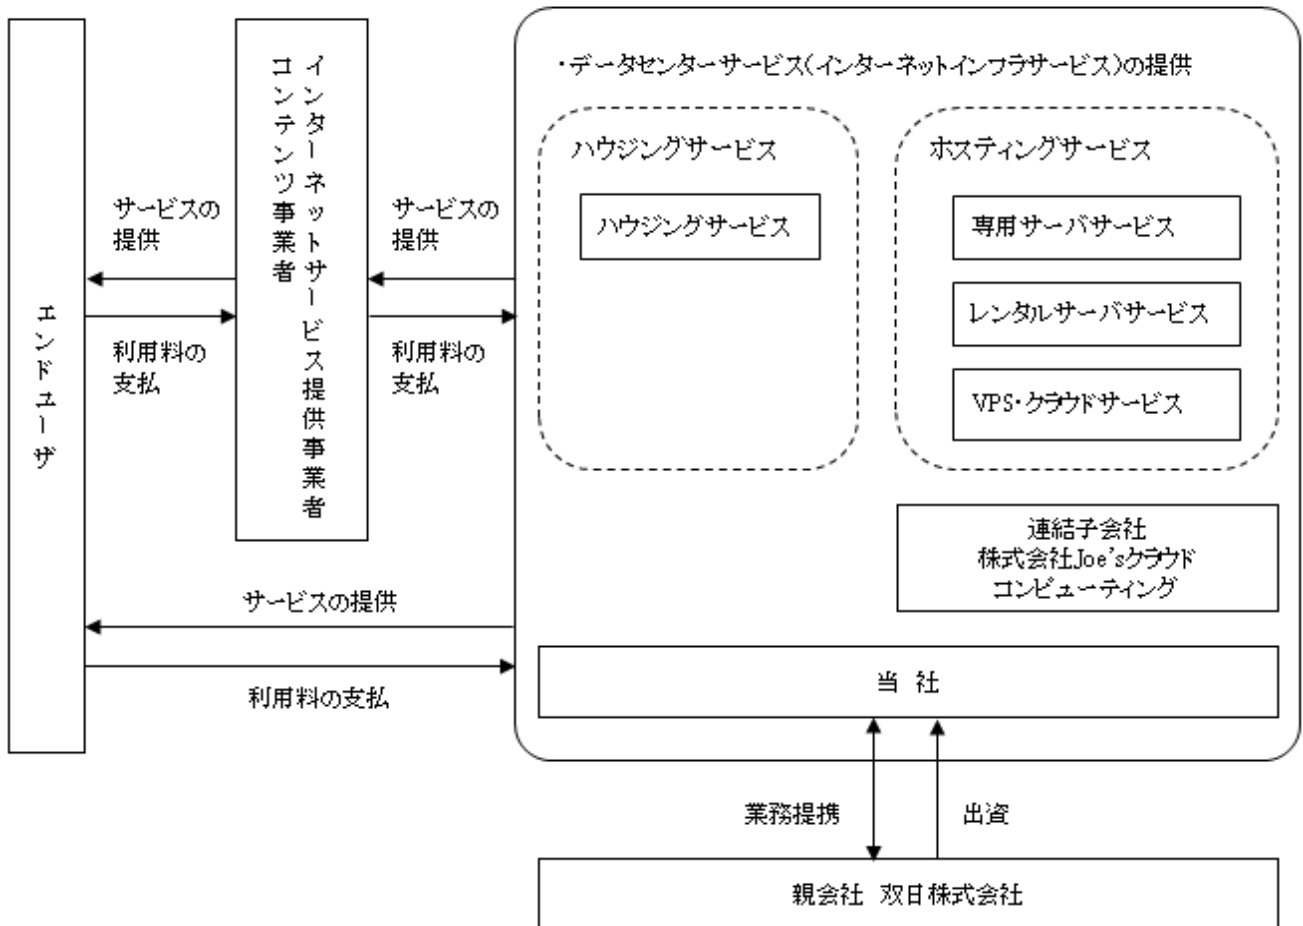 ・データセンターサービス(インターネットインフラサービス)の提供
ハウジングサービス
ハウジングサービス
ホスティングサービス
専用サーバサービス
レンタルサーバサービス
VPS・クラウドサービス
連結子会社
株式会社Joe'sクラウド
コンピューティング
当 社
インターネットサービス提供事業者
コンテンツ事業者
エンドユーザ
サービスの
提供
利用料の
支払
サービスの
提供
利用料の
支払
サービスの提供
利用料の支払
業務提携
出資
親会社 双日株式会社